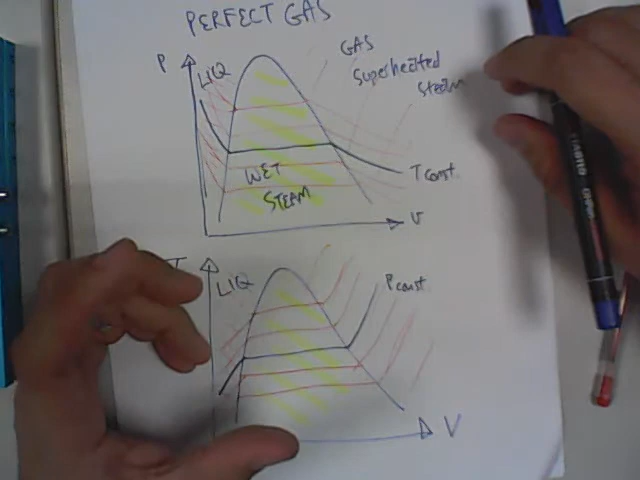 PERFECT GAS
P
LIQ
GAS
Superheated
Steam
WET
STEAM
T const.
V
T
LIQ
P const
V